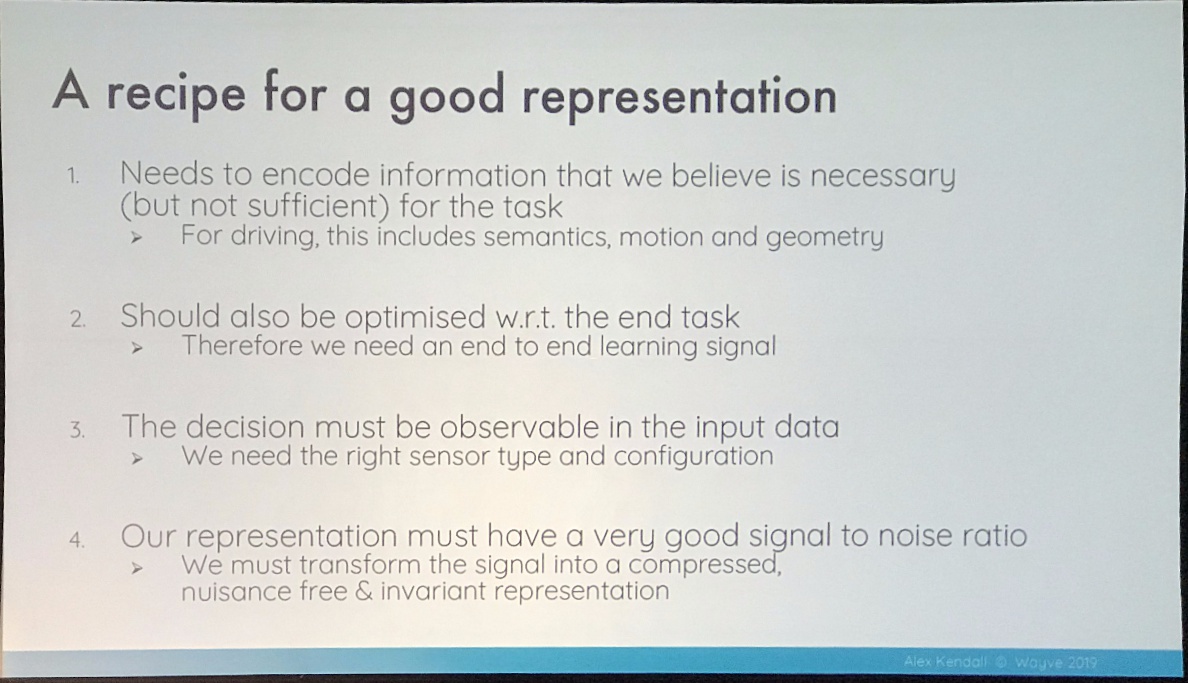 A recipe for a good representation
1. Needs to encode information that we believe is necessary
(but not sufficient) for the task
➢ For driving, this includes semantics, motion and geometry
2. Should also be optimised w.r.t. the end task
➢ Therefore we need an end to end learning signal
3. The decision must be observable in the input data
➢ We need the right sensor type and configuration
4. Our representation must have a very good signal to noise ratio
➢ We must transform the signal into a compressed,
nuisance free & invariant representation
Alex Kendall © Wayve 2019